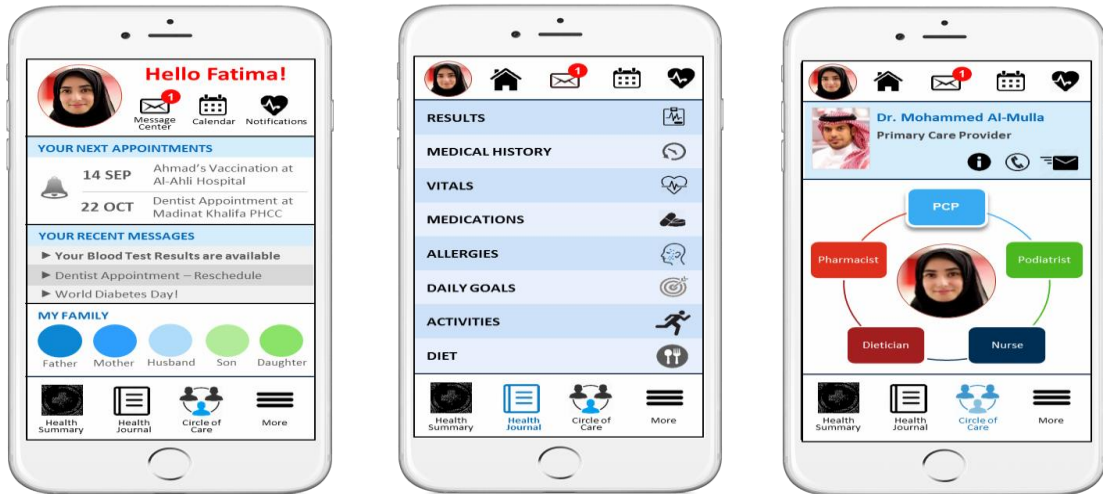 Hello Fatima!
1
Message
Center
Calendar
Notifications
YOUR NEXT APPOINTMENTS
14 SEP
Ahmad's Vaccination at
Al-Ahli Hospital
22 OCT
Dentist Appointment at
Madinat Khalifa PHCC
YOUR RECENT MESSAGES
► Your Blood Test Results are available
► Dentist Appointment – Reschedule
► World Diabetes Day!
MY FAMILY
Father
Mother
Husband
Son
Daughter
Health
Summary
Health
Journal
Circle of
Care
More
1
RESULTS
MEDICAL HISTORY
VITALS
MEDICATIONS
ALLERGIES
DAILY GOALS
ACTIVITIES
DIET
Health
Summary
Health
Journal
Circle of
Care
More
1
Dr. Mohammed Al-Mulla
Primary Care Provider
PCP
Pharmacist
Podiatrist
Dietician
Nurse
Health
Summary
Health
Journal
Circle of
Care
More